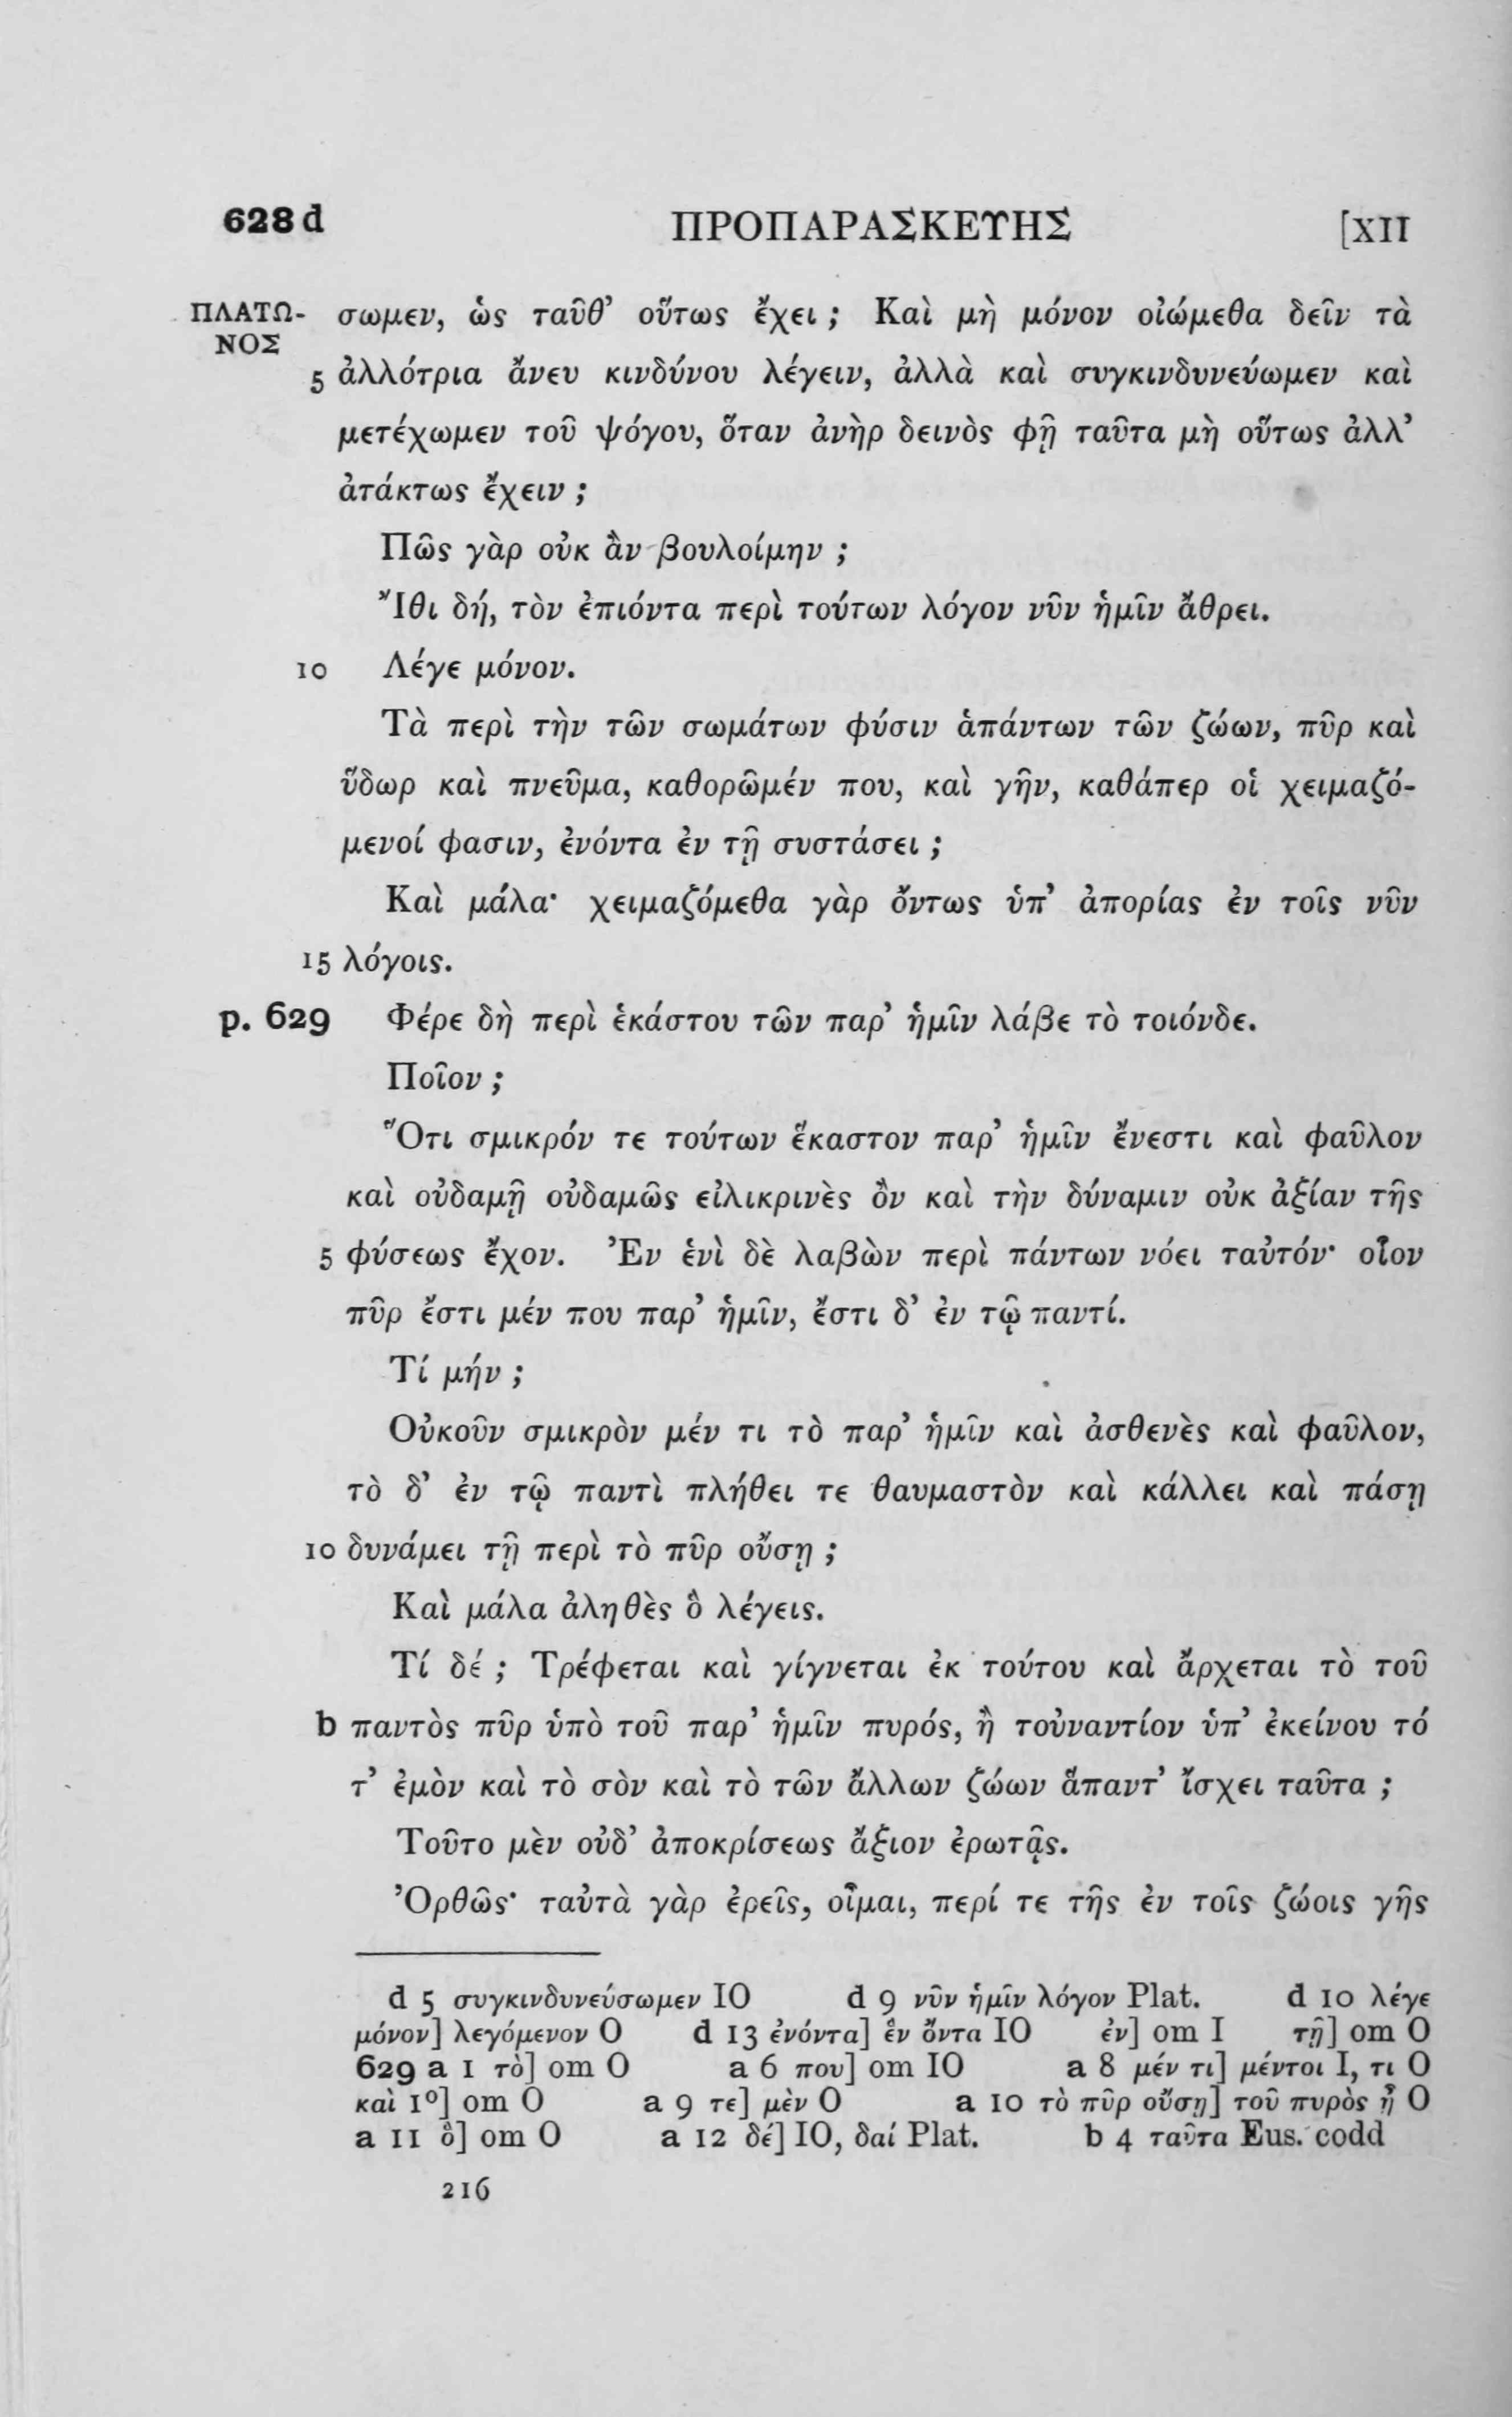 628 d ΠΡΟΠΑΡΑΣΚΕΥΗΣ [XII
ΠΛΑΤΩ- σωμεν, ὡς ταῦθ’ οὕτως ἔχει ; Καὶ μὴ μόνον οἰώμεθα δεῖν τὰ
ΝΟΣ
5 ἀλλότρια ἄνευ κινδύνου λέγειν, ἀλλὰ καὶ συγκινδυνεύωμεν καὶ
μετέχωμεν τοῦ ψόγου, ὅταν ἀνὴρ δεινὸς φῇ ταῦτα μὴ οὕτως ἀλλ’
ἀτάκτως ἔχειν ;
Πῶς γὰρ οὐκ ἂν βουλοίμην ;
Ἴθι δή, τὸν ἐπιόντα περὶ τούτων λόγον νῦν ἡμῖν ἄθρει.
10 Λέγε μόνον.
Τὰ περὶ τὴν τῶν σωμάτων φύσιν ἁπάντων τῶν ζώων, πῦρ καὶ
ὕδωρ καὶ πνεῦμα, καθορῶμέν που, καὶ γῆν, καθάπερ οἱ χειμαζό-
μενοί φασιν, ἐνόντα ἐν τῇ συστάσει ;
Καὶ μάλα· χειμαζόμεθα γὰρ ὄντως ὑπ’ ἀπορίας ἐν τοῖς νῦν
15 λόγοις.
p. 629 Φέρε δὴ περὶ ἑκάστου τῶν παρ’ ἡμῖν λάβε τὸ τοιόνδε.
Ποῖον ;
Ὅτι σμικρόν τε τούτων ἕκαστον παρ’ ἡμῖν ἔνεστι καὶ φαῦλον
καὶ οὐδαμῇ οὐδαμῶς εἰλικρινὲς ὂν καὶ τὴν δύναμιν οὐκ ἀξίαν τῆς
5 φύσεως ἔχον. Ἐν ἑνὶ δὲ λαβὼν περὶ πάντων νόει ταὐτόν· οἷον
πῦρ ἔστι μέν που παρ’ ἡμῖν, ἔστι δ’ ἐν τῷ παντί.
Τί μήν ;
Οὐκοῦν σμικρὸν μέν τι τὸ παρ’ ἡμῖν καὶ ἀσθενὲς καὶ φαῦλον,
τὸ δ’ ἐν τῷ παντὶ πλήθει τε θαυμαστὸν καὶ κάλλει καὶ πάσῃ
10 δυνάμει τῇ περὶ τὸ πῦρ οὔσῃ ;
Καὶ μάλα ἀληθὲς ὃ λέγεις.
Τί δέ ; Τρέφεται καὶ γίγνεται ἐκ τούτου καὶ ἄρχεται τὸ τοῦ
b παντὸς πῦρ ὑπὸ τοῦ παρ’ ἡμῖν πυρός, ἢ τοὐναντίον ὑπ’ ἐκείνου τό
τ’ ἐμὸν καὶ τὸ σὸν καὶ τὸ τῶν ἄλλων ζώων ἅπαντ’ ἴσχει ταῦτα ;
Τοῦτο μὲν οὐδ’ ἀποκρίσεως ἄξιον ἐρωτᾷς.
Ὀρθῶς· ταὐτὰ γὰρ ἐρεῖς, οἶμαι, περί τε τῆς ἐν τοῖς ζώοις γῆς
d 5 συγκινδυνεύσωμεν IO d 9 νῦν ἡμῖν λόγον Plat. d 10 λέγε
μόνον] λεγόμενον O d 13 ἐνόντα] ἓν ὄντα IO ἐν] om I τῇ] om O
629 a 1 τὸ] om O a 6 που] om IO a 8 μέν τι] μέντοι I, τι O
καὶ 1º] om O a 9 τε] μὲν O a 10 τὸ πῦρ οὔσῃ] τοῦ πυρὸς ᾗ O
a 11 ὃ] om O a 12 δέ] IO, δαί Plat. b 4 ταῦτα Eus. codd
216